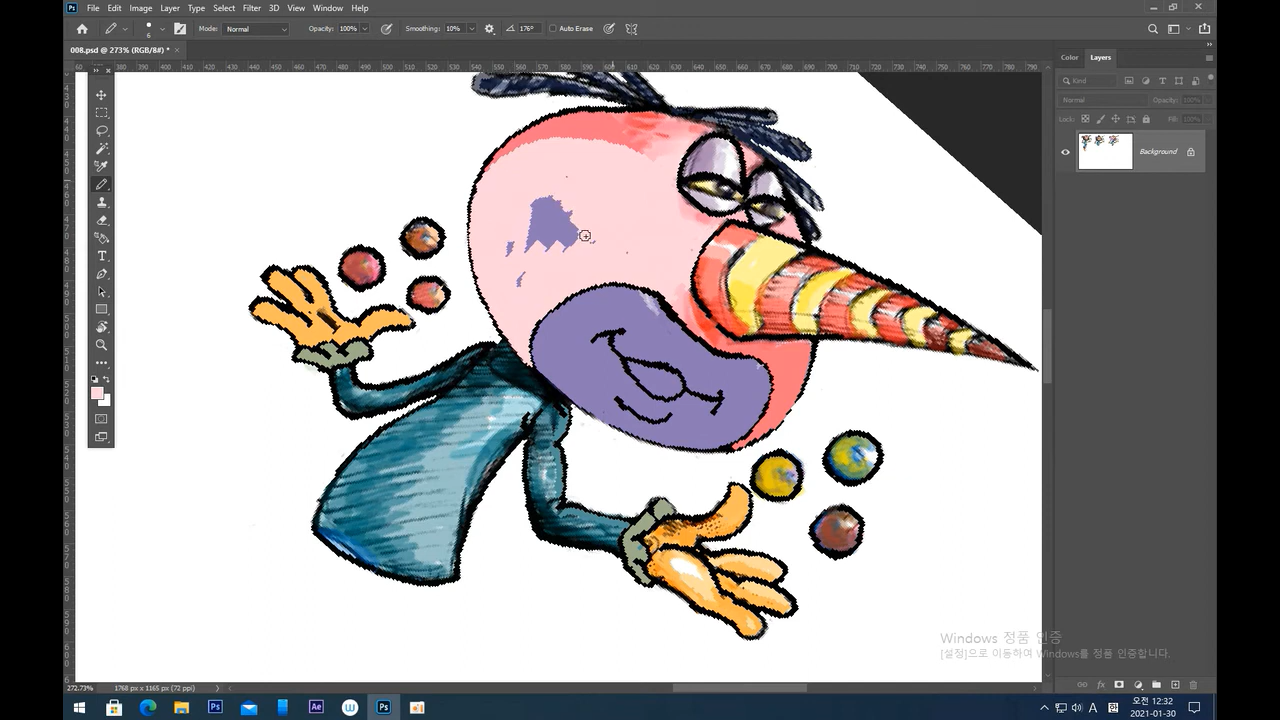 File Edit Image Layer Type Select Filter 3D View Window Help
6 Mode: Normal Opacity: 100% Smoothing: 10% 176° Auto Erase
008.psd @ 273% (RGB/8#) * ×
Color Layers
Kind
Normal Opacity: 100%
Lock: Fill: 100%
Background
Windows 정품 인증
[설정]으로 이동하여 Windows를 정품 인증합니다.
272.73% 1768 px x 1165 px (72 ppi)
오전 12:32
2021-01-30